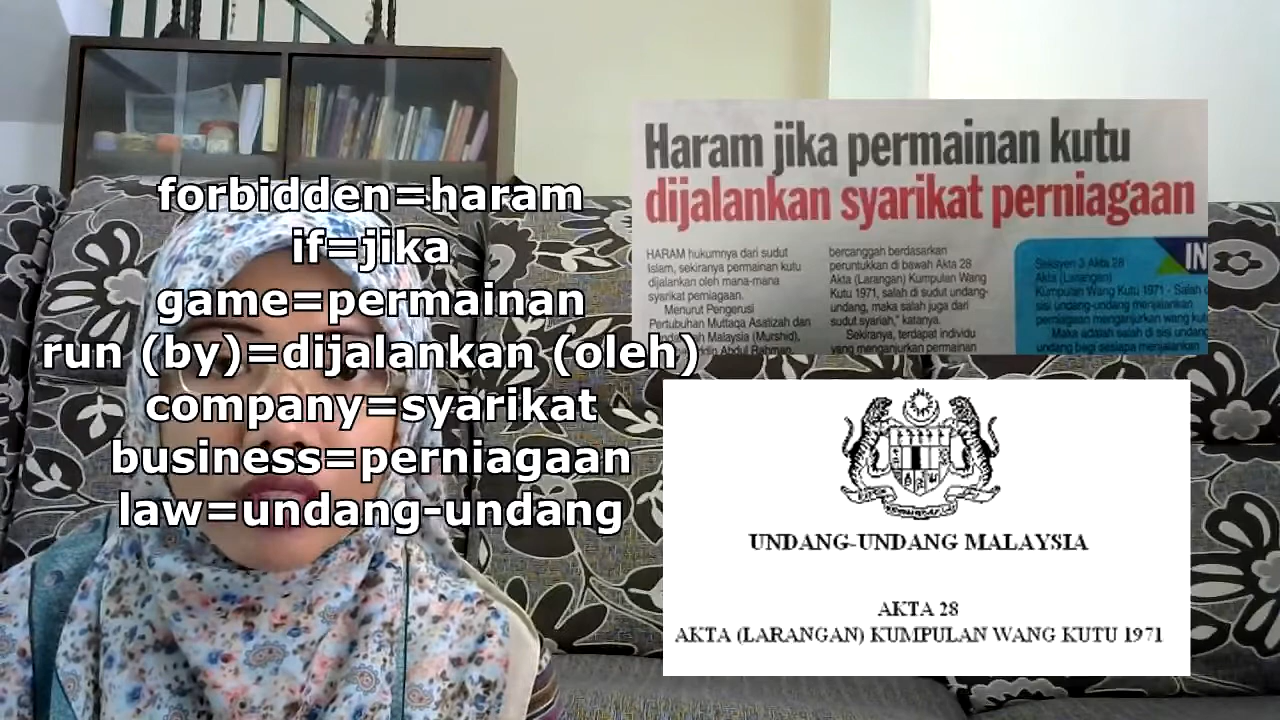 forbidden=haram
if=jika
game=permainan
run (by)=dijalankan (oleh)
company=syarikat
business=perniagaan
law=undang-undang
Haram jika permainan kutu
dijalankan syarikat perniagaan
HARAM hukumnya dari sudut
Islam, sekiranya permainan kutu
dijalankan oleh mana-mana
syarikat perniagaan.
Menurut Pengerusi
Pertubuhan Muttaqa Asatizah dan
Malaysia (Murshid),
Abdul Rahman,
bercanggah berdasarkan
peruntukkan di bawah Akta 28
Akta (Larangan) Kumpulan Wang
Kutu 1971, salah di sudut undang-
undang, maka salah juga dari
sudut syariah," katanya.
Sekiranya, terdapat individu
yang menganjurkan permainan
IN
Seksyen 3 Akta 28
Akta (Larangan)
Kumpulan Wang Kutu 1971 - Salah
sisi undang-undang menjalankan
perniagaan menganjurkan wang kutu
Maka adalah salah di sisi undang
undang bagi sesiapa menjalankan
UNDANG-UNDANG MALAYSIA
AKTA 28
AKTA (LARANGAN) KUMPULAN WANG KUTU 1971